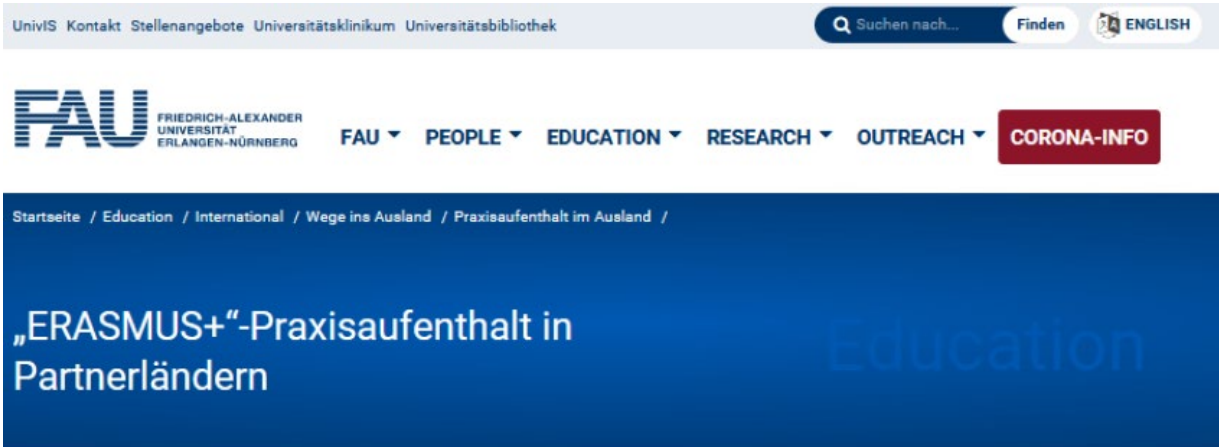 UnivIS Kontakt Stellenangebote Universitätsklinikum Universitätsbibliothek
Suchen nach... Finden ENGLISH
FAU
FRIEDRICH-ALEXANDER
UNIVERSITÄT
ERLANGEN-NÜRNBERG
FAU PEOPLE EDUCATION RESEARCH OUTREACH CORONA-INFO
Startseite / Education / International / Wege ins Ausland / Praxisaufenthalt im Ausland /
„ERASMUS+“-Praxisaufenthalt in
Partnerländern
Education